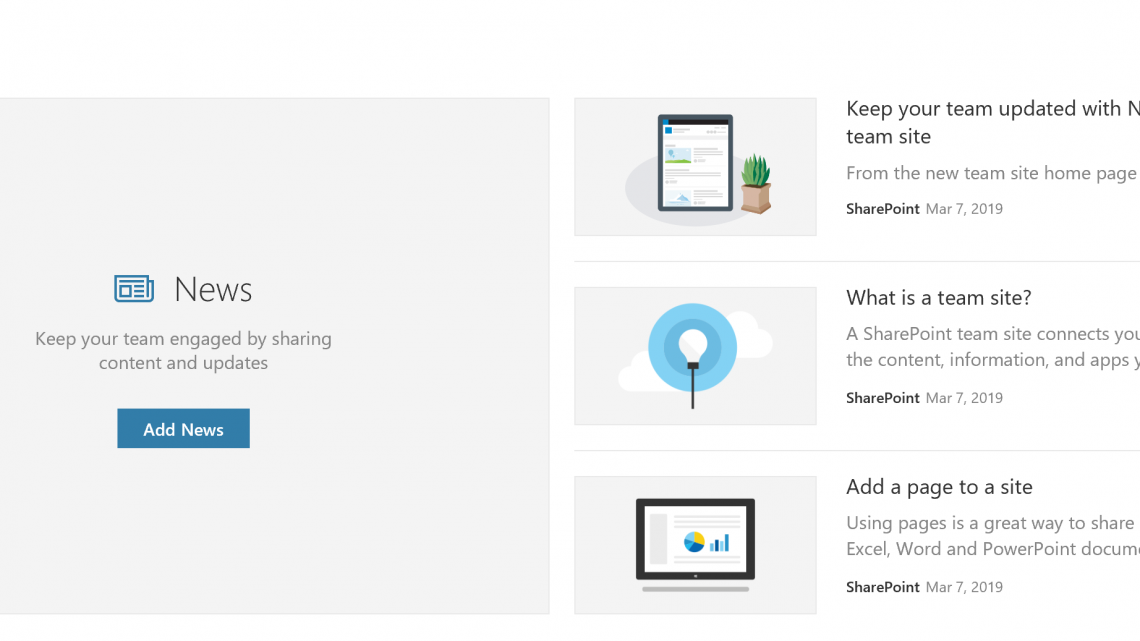 News
Keep your team engaged by sharing
content and updates
Add News
Keep your team updated with
team site
From the new team site home page
SharePoint Mar 7, 2019
What is a team site?
A SharePoint team site connects
the content, information, and apps
SharePoint Mar 7, 2019
Add a page to a site
Using pages is a great way to share
Excel, Word and PowerPoint
SharePoint Mar 7, 2019